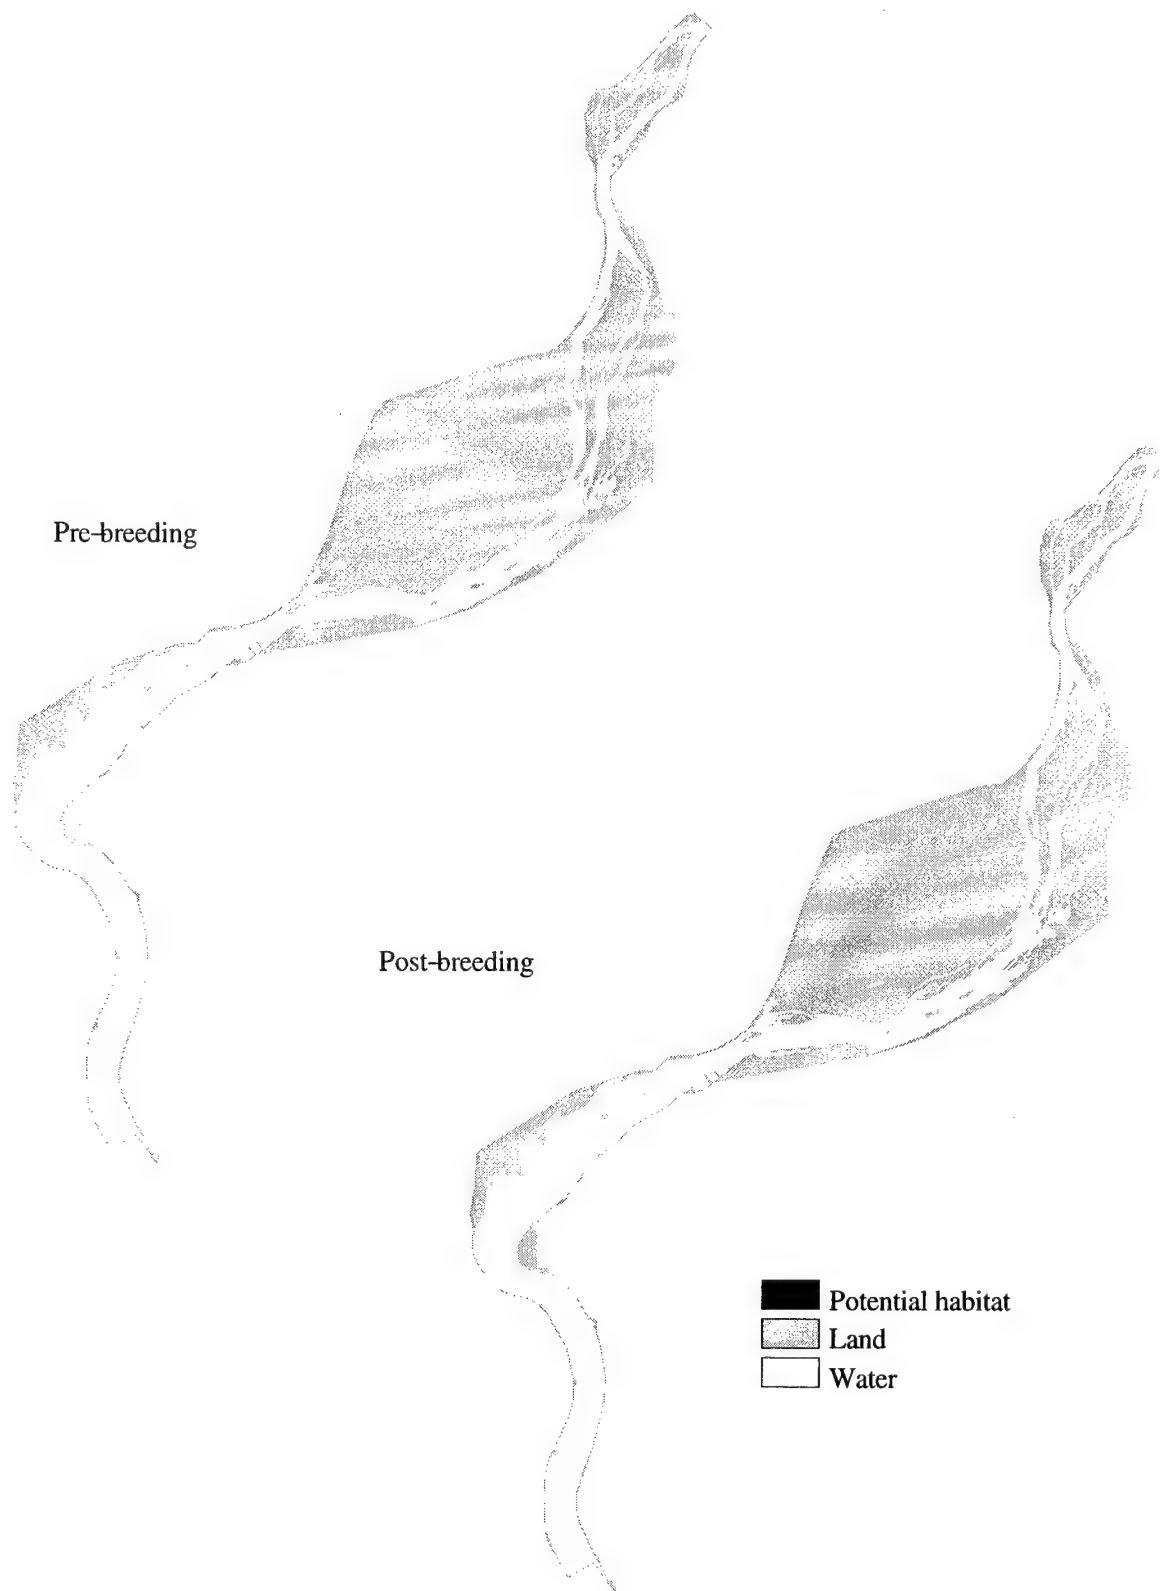 Pre-breeding
Post-breeding
Potential habitat
Land
Water